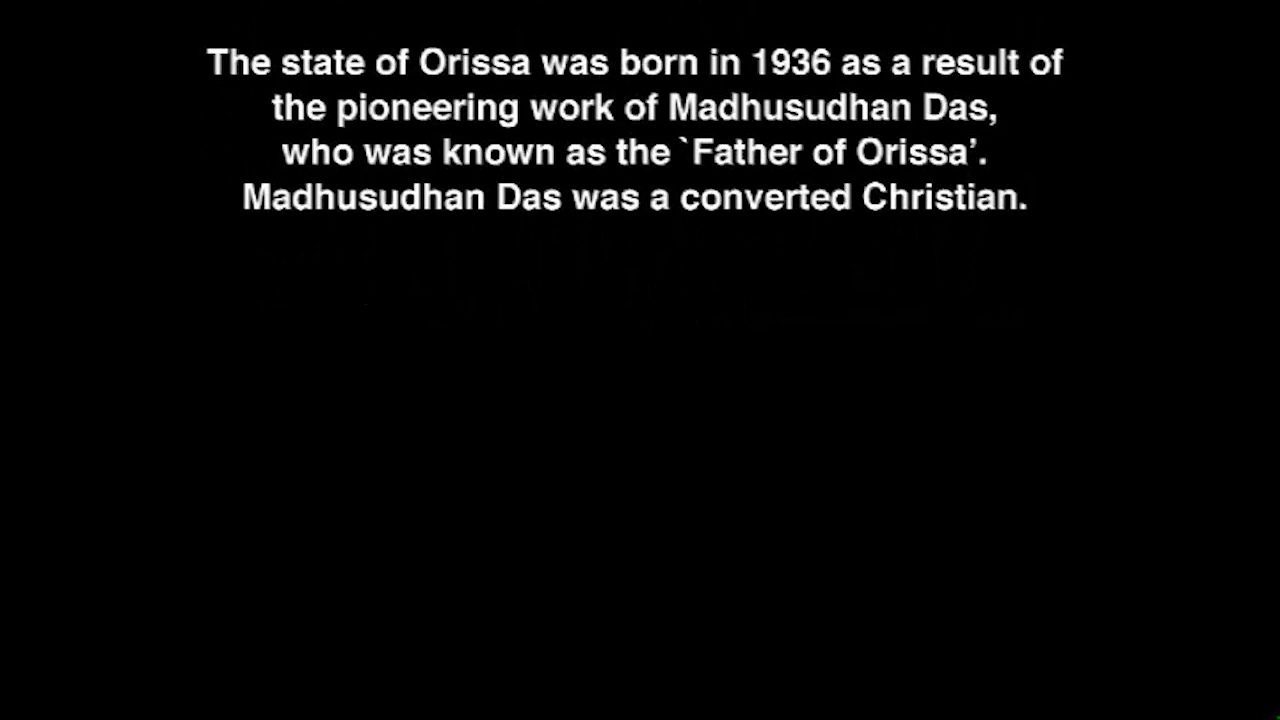 The state of Orissa was born in 1936 as a result of
the pioneering work of Madhusudhan Das,
who was known as the `Father of Orissa’.
Madhusudhan Das was a converted Christian.